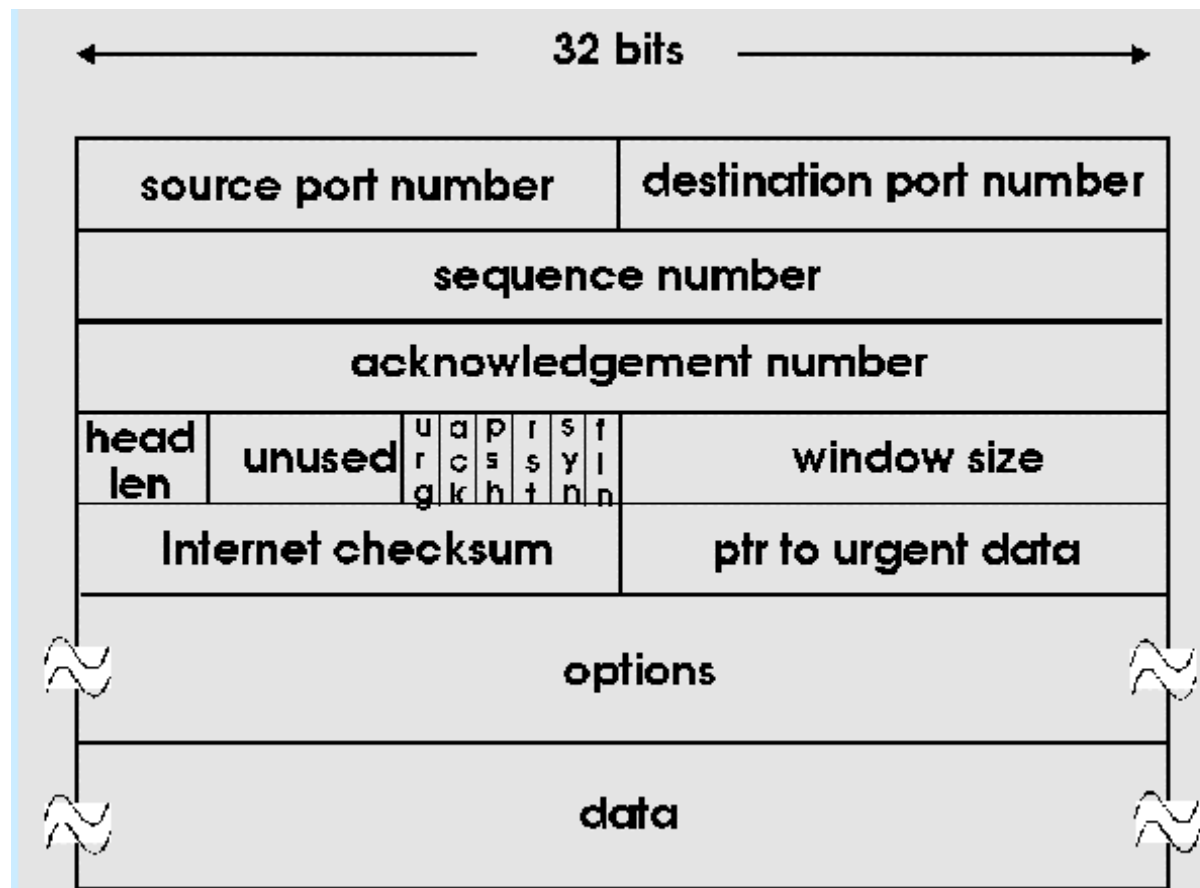 32 bits
source port number
destination port number
sequence number
acknowledgement number
head
len
unused
urg
ack
psh
rst
syn
fin
window size
Internet checksum
ptr to urgent data
options
data